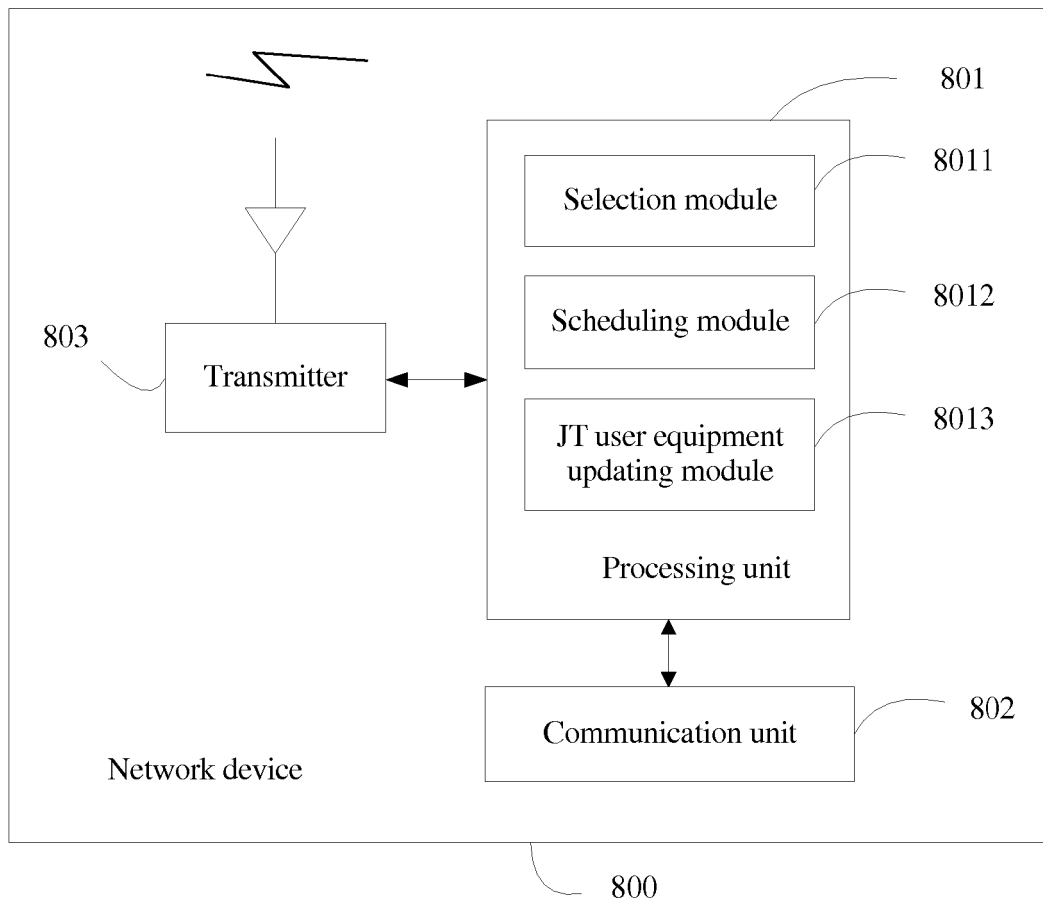 801
8011
Selection module
8012
Scheduling module
803
Transmitter
8013
JT user equipment
updating module
Processing unit
802
Communication unit
Network device
800